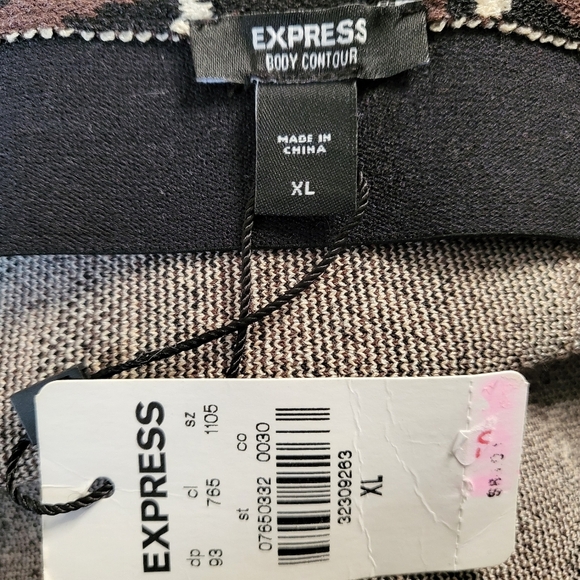 EXPRESS
BODY CONTOUR
MADE IN
CHINA
XL
EXPRESS
dp cl sz
93 765 1105
st co
07650332 0030
32309263
XL